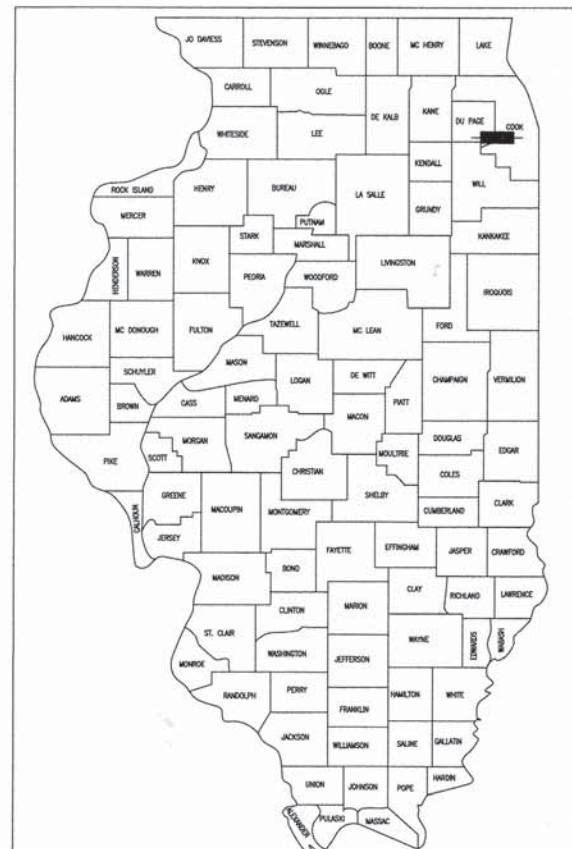 JO DAVIESS
STEVENSON
WINNEBAGO
BOONE
MC HENRY
LAKE
CARROLL
OGLE
DE KALB
KANE
DU PAGE
COOK
WHITESIDE
LEE
KENDALL
WILL
ROCK ISLAND
HENRY
BUREAU
LA SALLE
GRUNDY
MERCER
PUTNAM
STARK
MARSHALL
KANKAKEE
HENDERSON
WARREN
KNOX
PEORIA
WOODFORD
LIVINGSTON
IROQUOIS
HANCOCK
MC DONOUGH
FULTON
TAZEWELL
MC LEAN
FORD
SCHUYLER
MASON
ADAMS
BROWN
CASS
MENARD
LOGAN
DE WITT
PIATT
CHAMPAIGN
VERMILION
MACON
PIKE
SCOTT
MORGAN
SANGAMON
CHRISTIAN
MOULTRIE
DOUGLAS
EDGAR
COLES
CALHOUN
GREENE
MACOUPIN
MONTGOMERY
SHELBY
CUMBERLAND
CLARK
JERSEY
FAYETTE
EFFINGHAM
JASPER
CRAWFORD
MADISON
BOND
CLAY
RICHLAND
LAWRENCE
CLINTON
MARION
ST. CLAIR
WAYNE
EDWARDS
WABASH
MONROE
WASHINGTON
JEFFERSON
RANDOLPH
PERRY
FRANKLIN
HAMILTON
WHITE
JACKSON
WILLIAMSON
SALINE
GALLATIN
UNION
JOHNSON
POPE
HARDIN
ALEXANDER
PULASKI
MASSAC